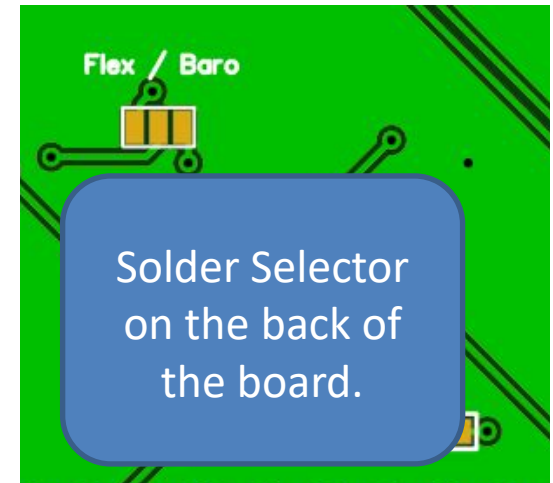 Flex / Baro
Solder Selector
on the back of
the board.